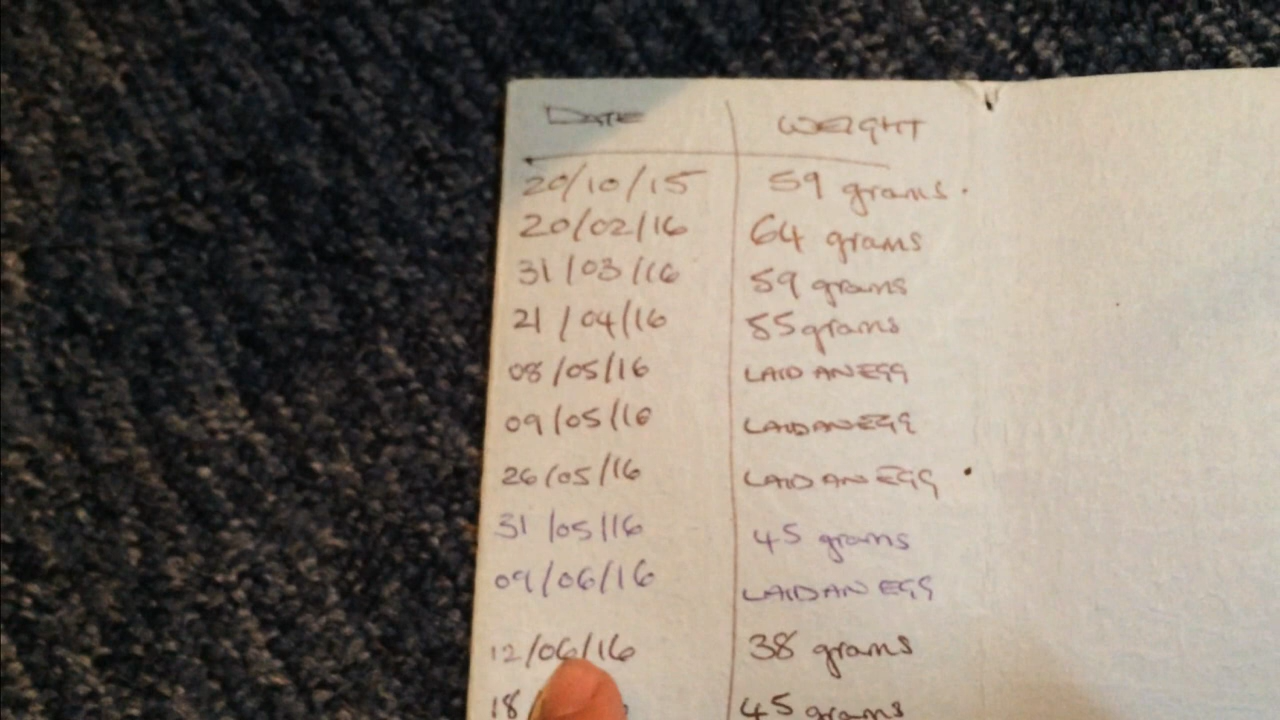 DATE WEIGHT
20/10/15 59 grams.
20/02/16 64 grams
31/03/16 59 grams
21/04/16 55 grams
08/05/16 LAID AN EGG
09/05/16 LAID AN EGG
26/05/16 LAID AN EGG
31/05/16 45 grams
09/06/16 LAID AN EGG
12/06/16 38 grams
18 45 grams